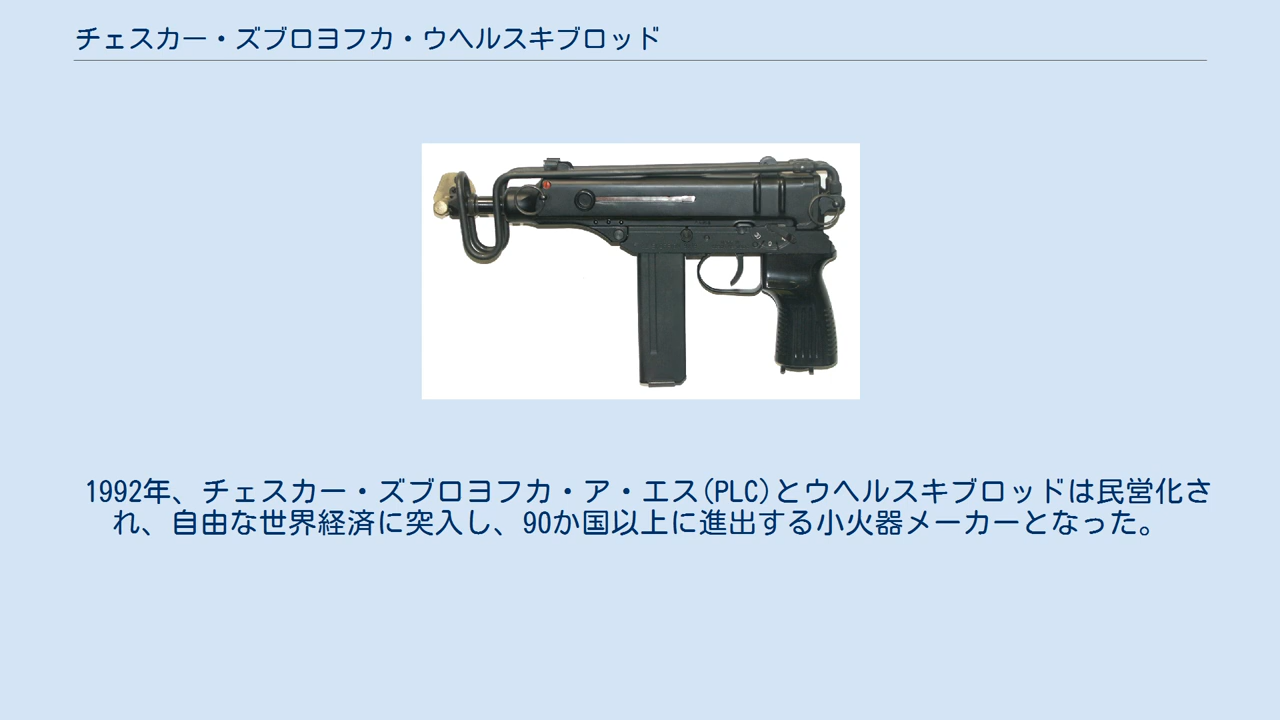 チェスカー・ズブロヨフカ・ウヘルスキブロッド
1992年、チェスカー・ズブロヨフカ・ア・エス(PLC)とウヘルスキブロッドは民営化さ
れ、自由な世界経済に突入し、90か国以上に進出する小火器メーカーとなった。